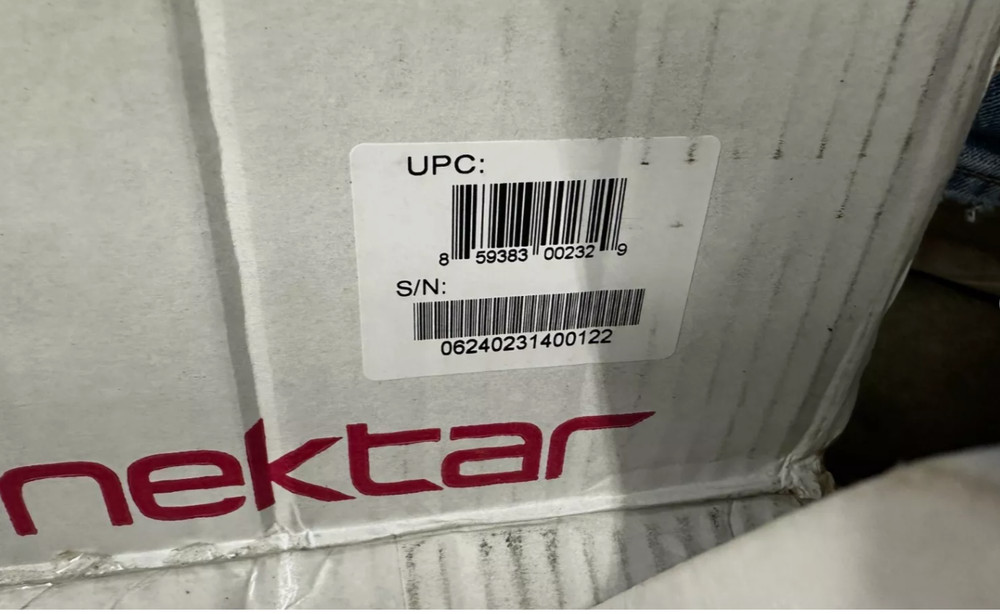 UPC:
8 59383 00232 9
S/N:
06240231400122
nektar